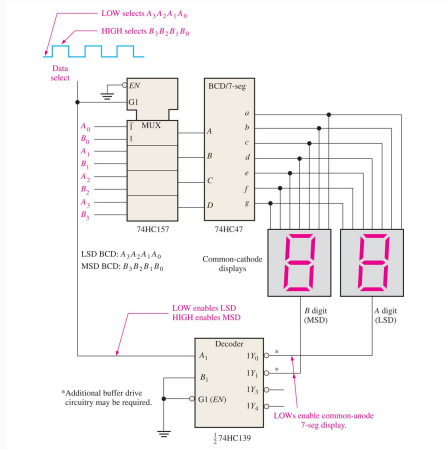 LOW selects A3A2A1A0
HIGH selects B3B2B1B0
Data
select
EN
G1
MUX
A0
1
B0
1
A1
B1
A2
B2
A3
B3
74HC157
BCD/7-seg
A
B
C
D
a
b
c
d
e
f
g
74HC47
LSD BCD: A3A2A1A0
MSD BCD: B3B2B1B0
Common-cathode
displays
B digit
(MSD)
A digit
(LSD)
LOW enables LSD
HIGH enables MSD
Decoder
A1
B1
G1 (EN)
1Y0
1Y1
1Y3
1Y4
*
*
*Additional buffer drive
circuitry may be required.
LOWs enable common-anode
7-seg display.
½ 74HC139